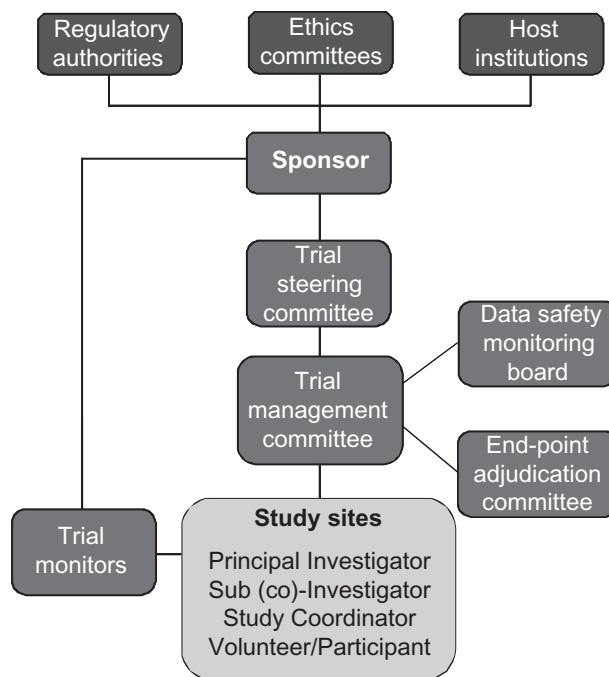 Regulatory
authorities
Ethics
committees
Host
institutions
Sponsor
Trial
steering
committee
Data safety
monitoring
board
Trial
management
committee
End-point
adjudication
committee
Trial
monitors
Study sites
Principal Investigator
Sub (co)-Investigator
Study Coordinator
Volunteer/Participant